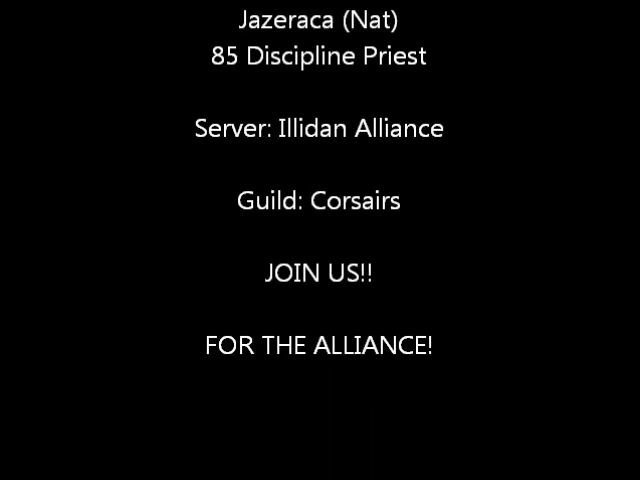 Jazeraca (Nat)
85 Discipline Priest
Server: Illidan Alliance
Guild: Corsairs
JOIN US!!
FOR THE ALLIANCE!